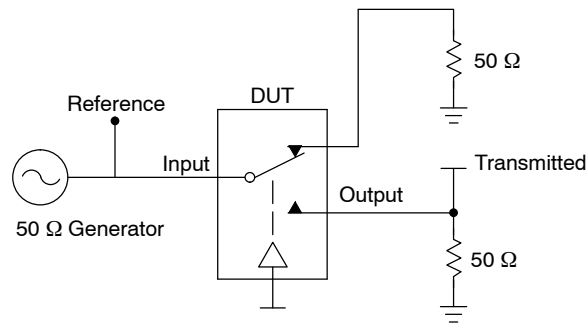 50 Ω
DUT
Reference
Input
Transmitted
Output
50 Ω Generator
50 Ω